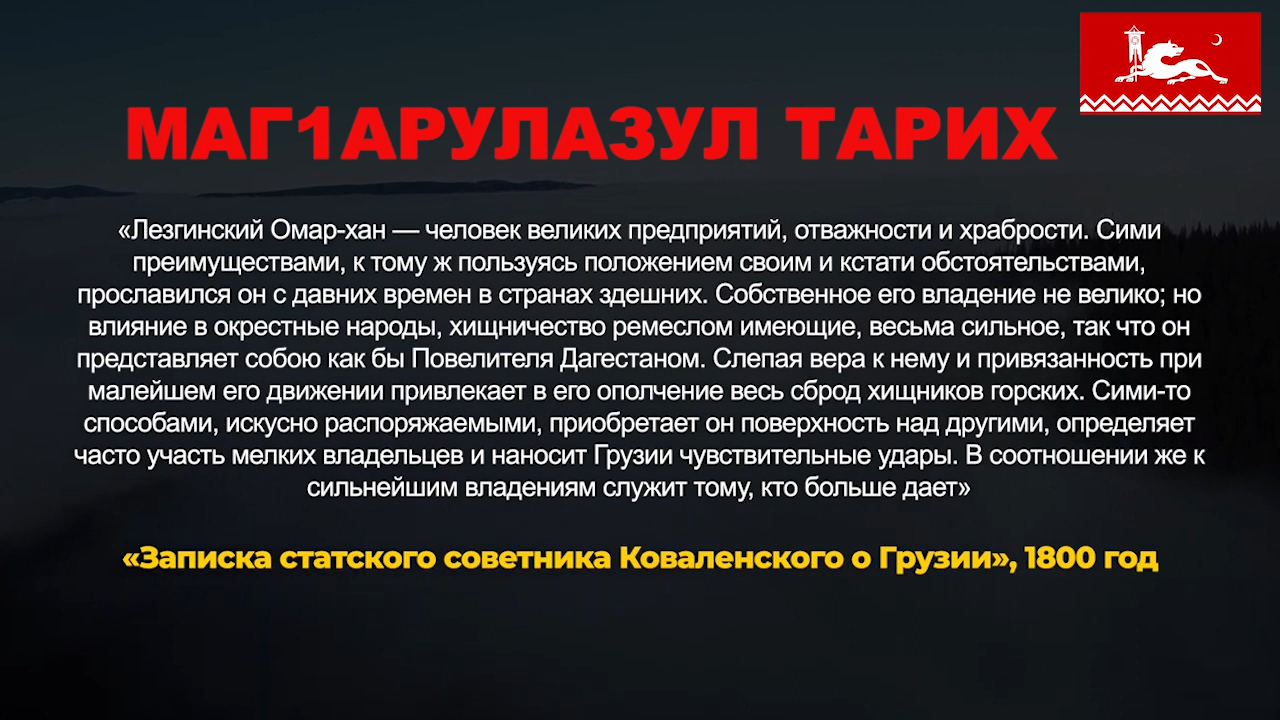 МАГ1АРУЛАЗУЛ ТАРИХ
«Лезгинский Омар-хан — человек великих предприятий, отважности и храбрости. Сими
преимуществами, к тому ж пользуясь положением своим и кстати обстоятельствами,
прославился он с давних времен в странах здешних. Собственное его владение не велико; но
влияние в окрестные народы, хищничество ремеслом имеющие, весьма сильное, так что он
представляет собою как бы Повелителя Дагестаном. Слепая вера к нему и привязанность при
малейшем его движении привлекает в его ополчение весь сброд хищников горских. Сими-то
способами, искусно распоряжаемыми, приобретает он поверхность над другими, определяет
часто участь мелких владельцев и наносит Грузии чувствительные удары. В соотношении же к
сильнейшим владениям служит тому, кто больше дает»
«Записка статского советника Коваленского о Грузии», 1800 год